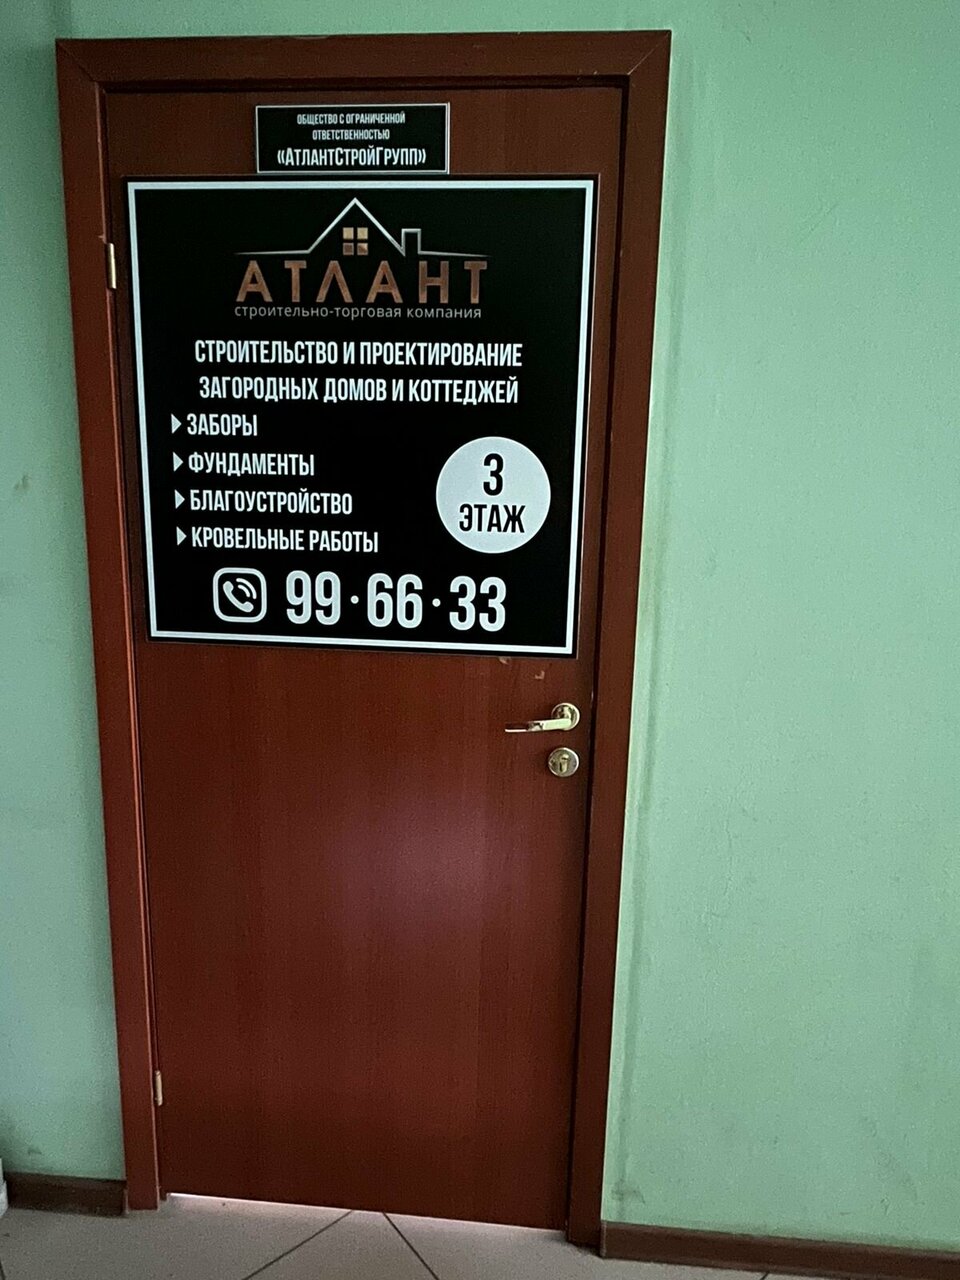 ОБЩЕСТВО С ОГРАНИЧЕННОЙ
ОТВЕТСТВЕННОСТЬЮ
«АТЛАНТСТРОЙГРУПП»
АТЛАНТ
строительно-торговая компания
СТРОИТЕЛЬСТВО И ПРОЕКТИРОВАНИЕ
ЗАГОРОДНЫХ ДОМОВ И КОТТЕДЖЕЙ
ЗАБОРЫ
ФУНДАМЕНТЫ
БЛАГОУСТРОЙСТВО
КРОВЕЛЬНЫЕ РАБОТЫ
3
ЭТАЖ
99·66·33